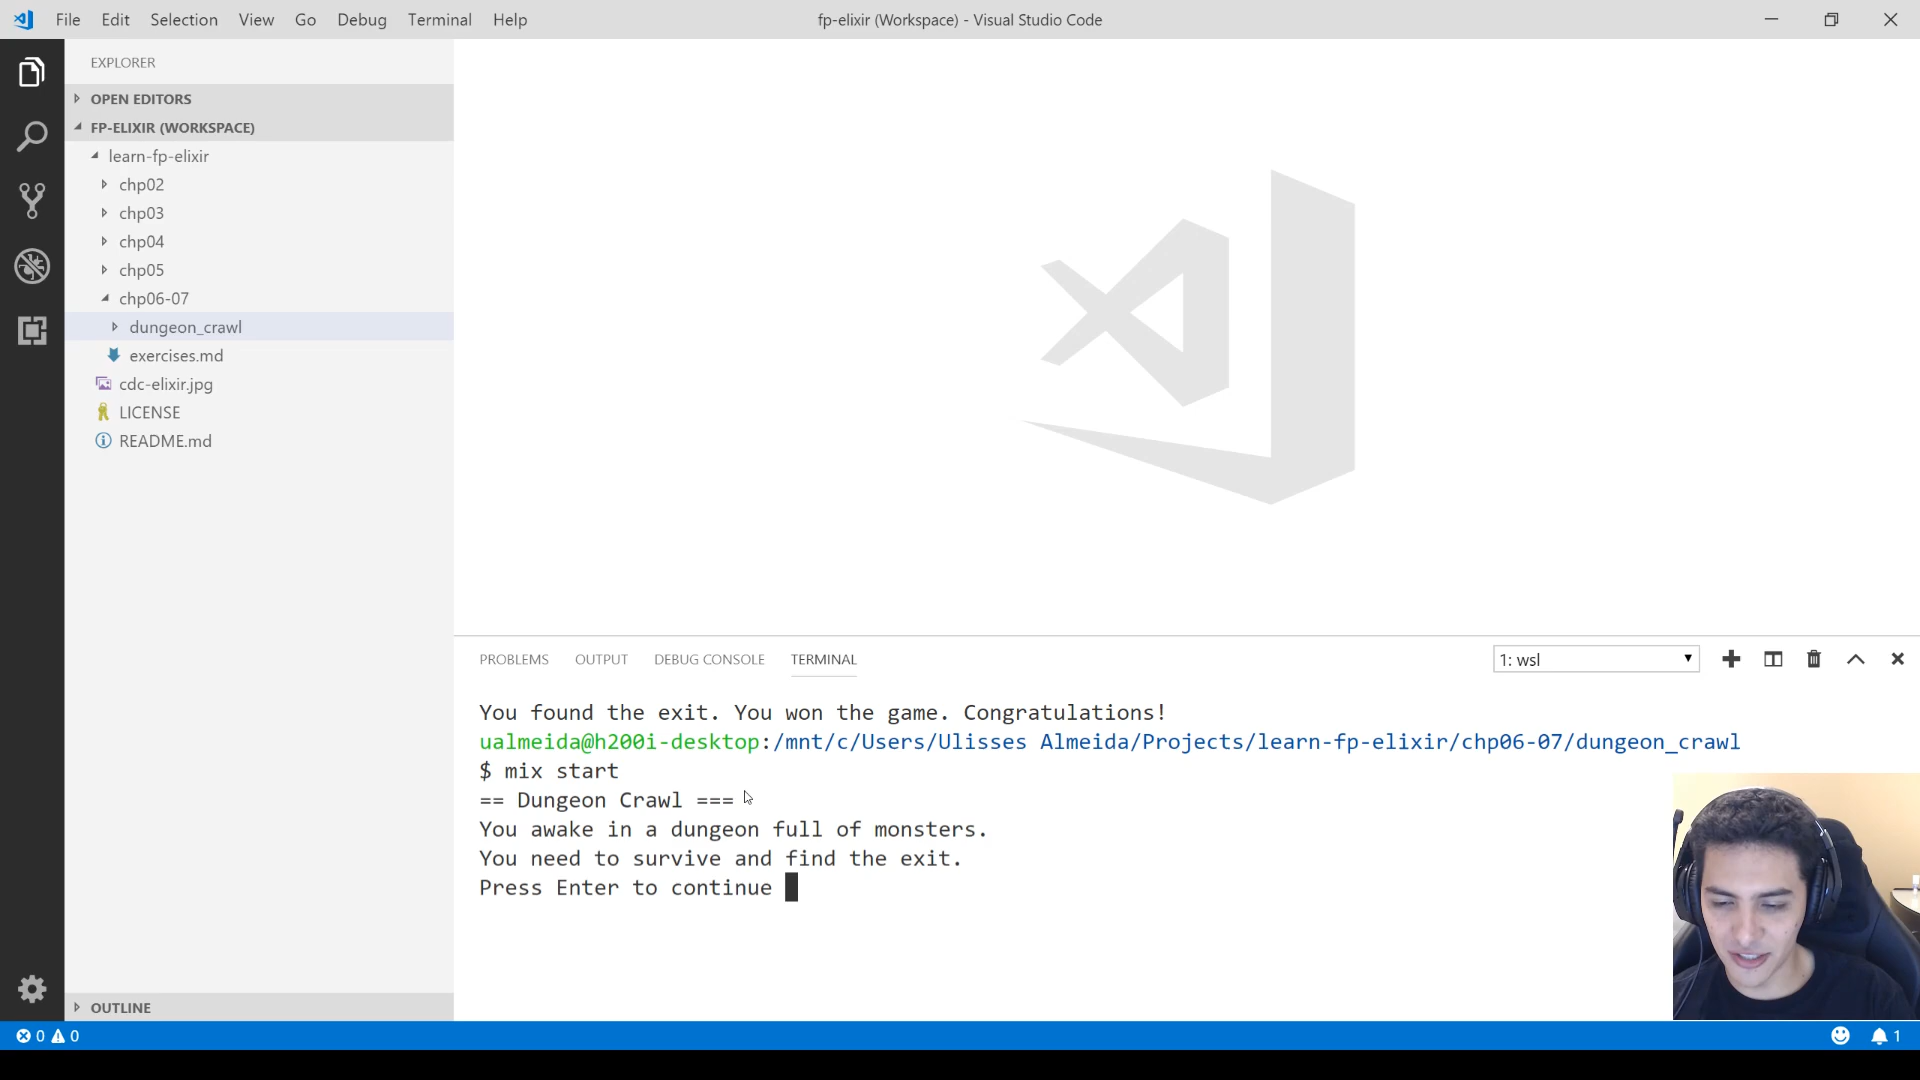 File Edit Selection View Go Debug Terminal Help
fp-elixir (Workspace) - Visual Studio Code
EXPLORER
OPEN EDITORS
FP-ELIXIR (WORKSPACE)
learn-fp-elixir
chp02
chp03
chp04
chp05
chp06-07
dungeon_crawl
exercises.md
cdc-elixir.jpg
LICENSE
README.md
OUTLINE
PROBLEMS OUTPUT DEBUG CONSOLE TERMINAL
1: wsl
You found the exit. You won the game. Congratulations!
ualmeida@h200i-desktop:/mnt/c/Users/Ulisses Almeida/Projects/learn-fp-elixir/chp06-07/dungeon_crawl
$ mix start
== Dungeon Crawl ===
You awake in a dungeon full of monsters.
You need to survive and find the exit.
Press Enter to continue
0 0
1